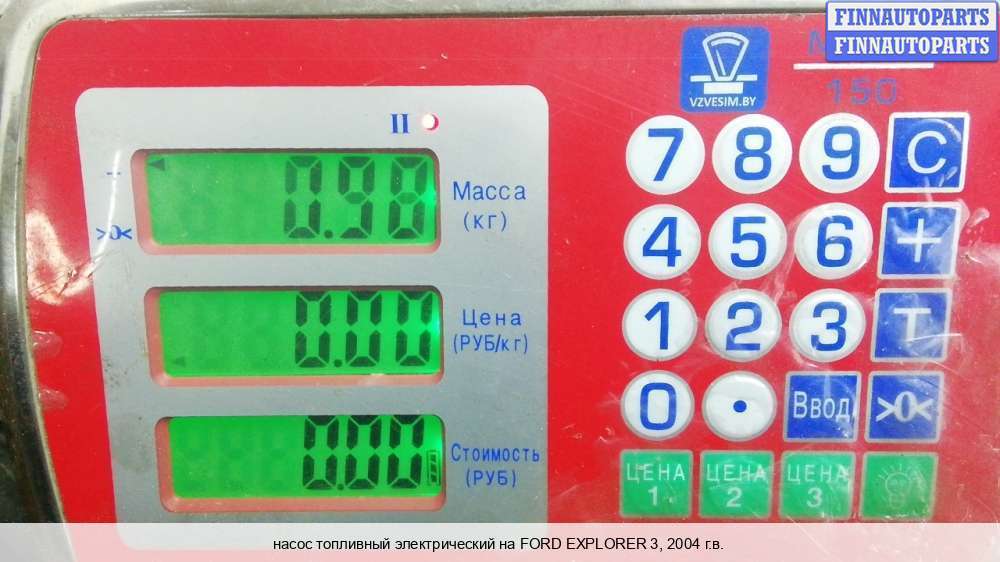 FINNAUTOPARTS
FINNAUTOPARTS
150
VZVESIM.BY
II
0.98
Масса
(кг)
>0<
0.00
Цена
(РУБ/кг)
0.00
Стоимость
(РУБ)
7 8 9 C
4 5 6 +
1 2 3 T
0 . Ввод >0<
ЦЕНА 1 ЦЕНА 2 ЦЕНА 3
насос топливный электрический на FORD EXPLORER 3, 2004 г.в.